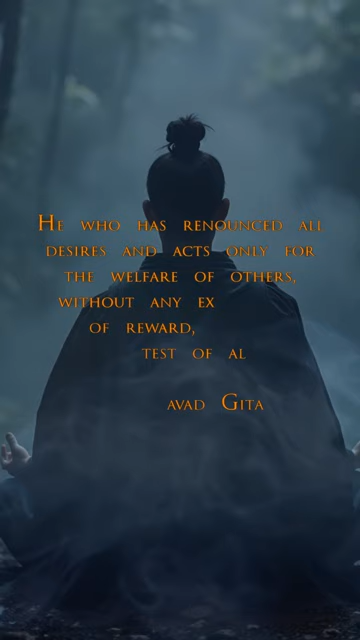 He who has renounced all
desires and acts only for
the welfare of others,
without any ex
of reward,
test of al
avad Gita